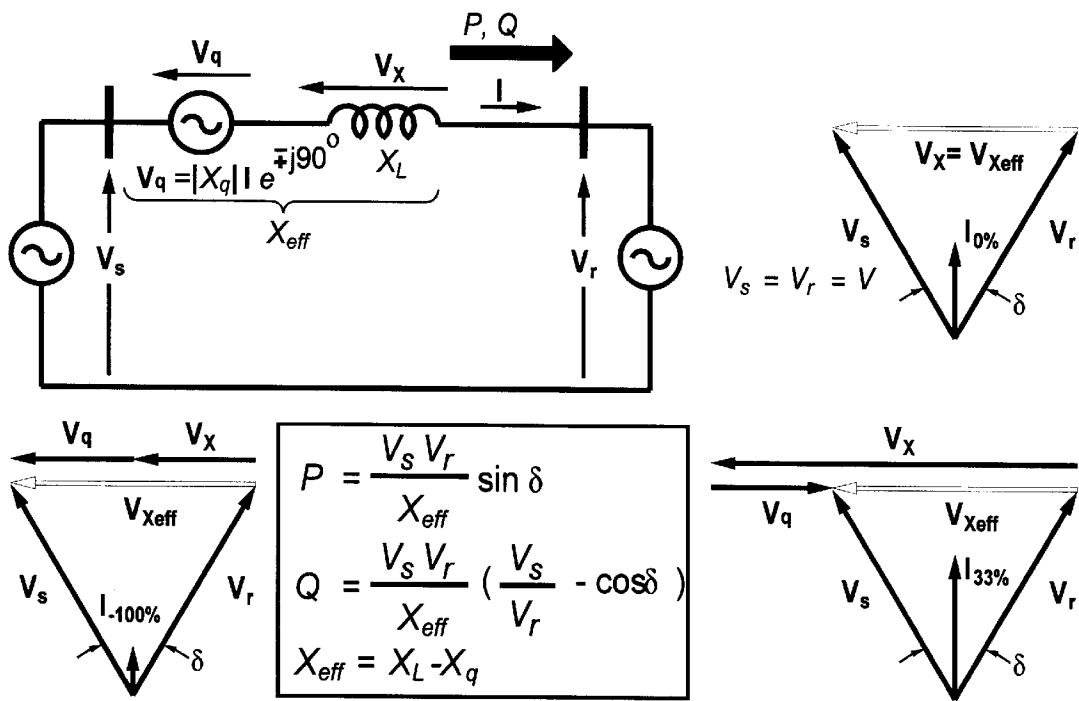 P, Q
Vq
VX
I
Vq =|Xq| I e∓j90°
XL
Xeff
Vs
Vr
VX= VXeff
Vs
I0%
Vr
Vs = Vr = V
δ
Vq
VX
VXeff
Vs
I-100%
Vr
δ
P = Vs Vr / Xeff sin δ
Q = Vs Vr / Xeff ( Vs / Vr - cosδ )
Xeff = XL -Xq
VX
Vq
VXeff
Vs
I33%
Vr
δ